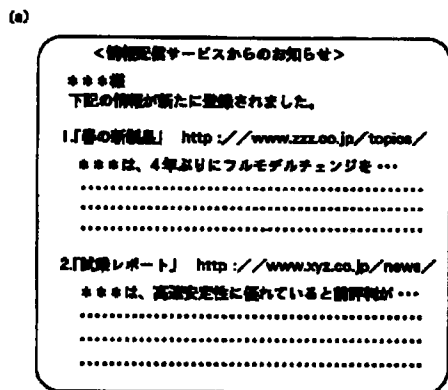 (a)
<情報配信サービスからのお知らせ>
***様
下記の情報が新たに登録されました。
1.『春の新製品』 http://www.zzz.co.jp/topics/
***は、4年ぶりにフルモデルチェンジを・・・
2.『試乗レポート』 http://www.xyz.co.jp/news/
***は、高速安定性に優れていると前評判が・・・